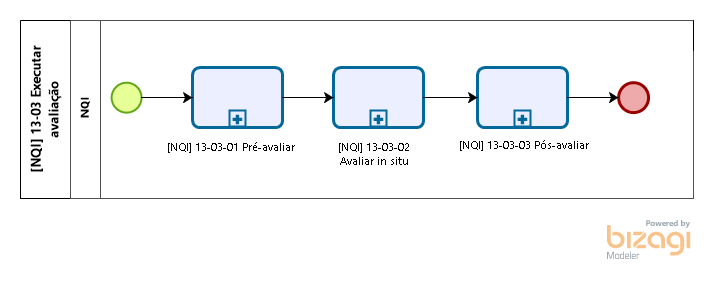 [NQI] 13-03 Executar
avaliação
NQI
[NQI] 13-03-01 Pré-avaliar
[NQI] 13-03-02
Avaliar in situ
[NQI] 13-03-03 Pós-avaliar
Powered by
bizagi
Modeler